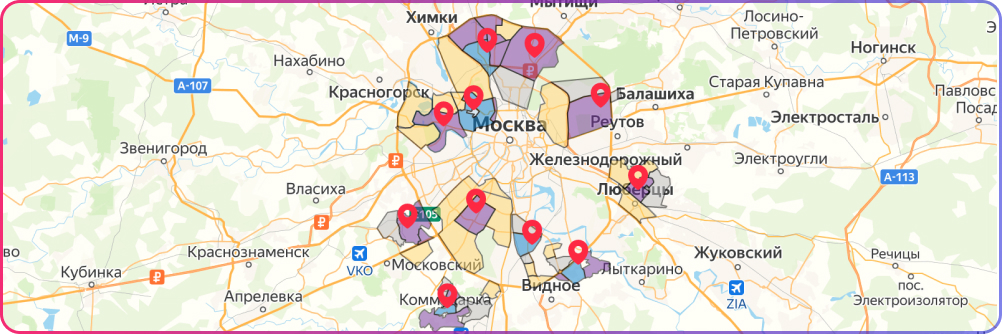 Истра
Мытищи
Химки
Лосино-
Петровский
М-9
Ногинск
Нахабино
Красногорск
А-107
Старая Купавна
Балашиха
Павловс
Посад
Электросталь
Москва
Реутов
Звенигород
Железнодорожный
Электроугли
А-113
Власиха
Люберцы
105
Краснознаменск
VKO
Московский
Лыткарино
Жуковский
Речицы
Кубинка
пос.
Электроизолятор
Апрелевка
Коммунарка
Видное
ZIA